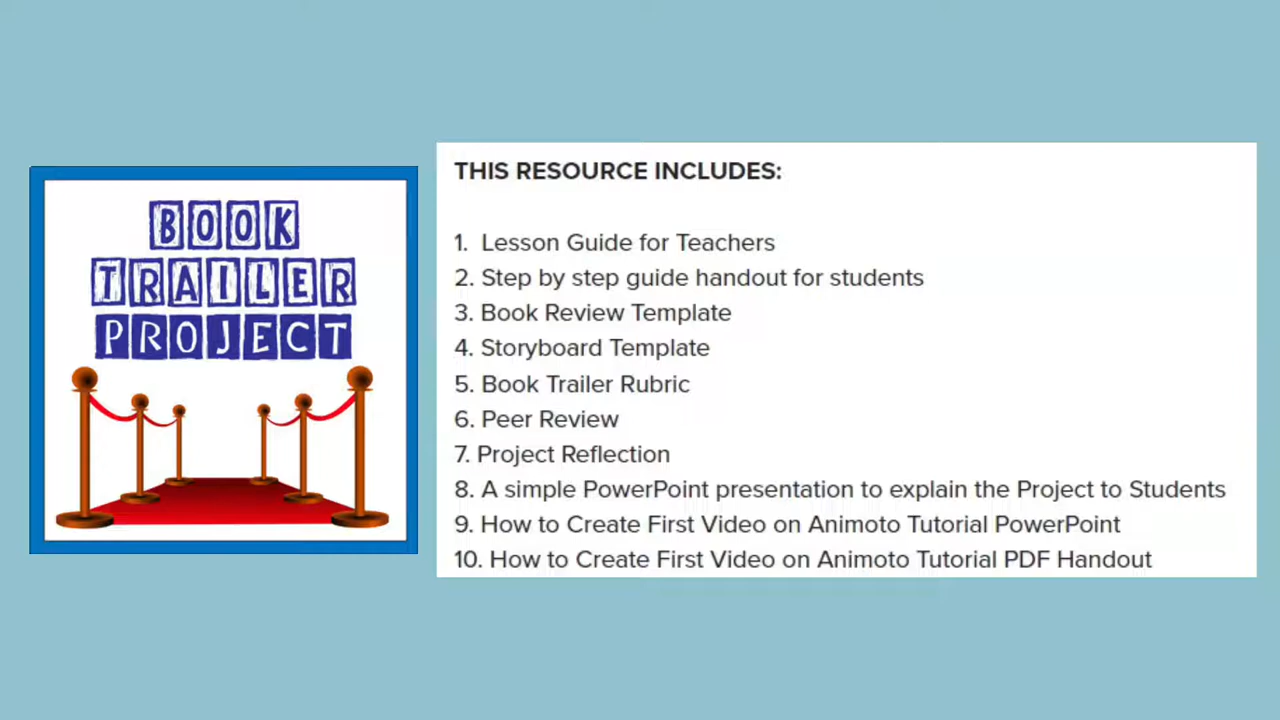 BOOK
TRAILER
PROJECT
THIS RESOURCE INCLUDES:
1. Lesson Guide for Teachers
2. Step by step guide handout for students
3. Book Review Template
4. Storyboard Template
5. Book Trailer Rubric
6. Peer Review
7. Project Reflection
8. A simple PowerPoint presentation to explain the Project to Students
9. How to Create First Video on Animoto Tutorial PowerPoint
10. How to Create First Video on Animoto Tutorial PDF Handout